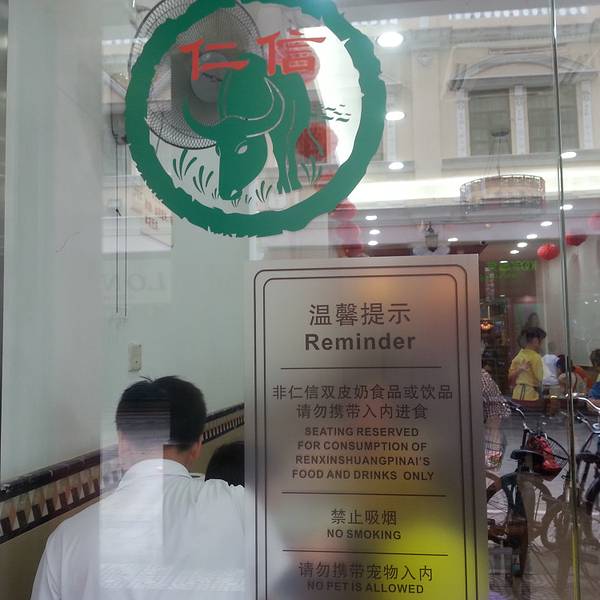 仁信
温馨提示
Reminder
非仁信双皮奶食品或饮品
请勿携带入内进食
SEATING RESERVED
FOR CONSUMPTION OF
RENXINSHUANGPINAI'S
FOOD AND DRINKS ONLY
禁止吸烟
NO SMOKING
请勿携带宠物入内
NO PET IS ALLOWED